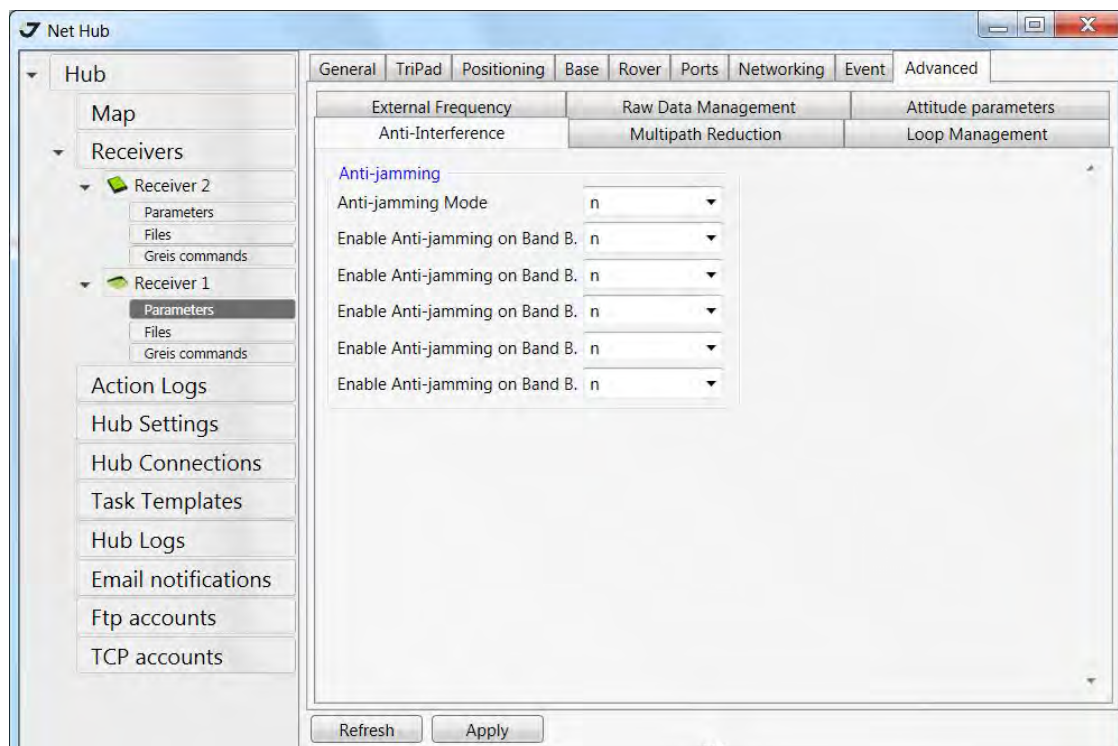 Net Hub
Hub
Map
Receivers
Receiver 2
Parameters
Files
Greis commands
Receiver 1
Parameters
Files
Greis commands
Action Logs
Hub Settings
Hub Connections
Task Templates
Hub Logs
Email notifications
Ftp accounts
TCP accounts
General TriPad Positioning Base Rover Ports Networking Event Advanced
External Frequency Raw Data Management Attitude parameters
Anti-Interference Multipath Reduction Loop Management
Anti-jamming
Anti-jamming Mode n
Enable Anti-jamming on Band B. n
Enable Anti-jamming on Band B. n
Enable Anti-jamming on Band B. n
Enable Anti-jamming on Band B. n
Enable Anti-jamming on Band B. n
Refresh Apply